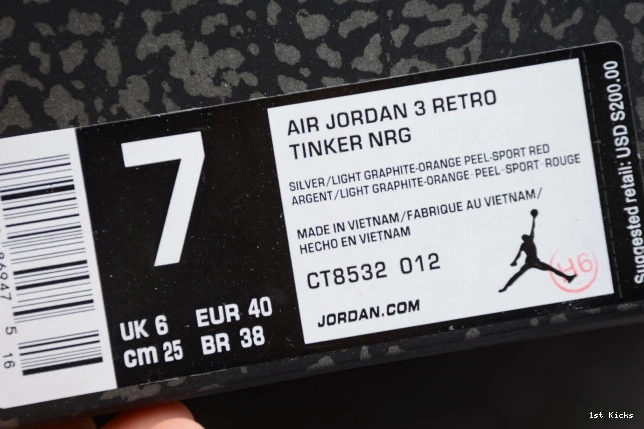 7
UK 6 EUR 40
cm 25 BR 38
AIR JORDAN 3 RETRO
TINKER NRG
SILVER/LIGHT GRAPHITE-ORANGE PEEL-SPORT RED
ARGENT/LIGHT GRAPHITE-ORANGE-PEEL-SPORT-ROUGE
MADE IN VIETNAM/FABRIQUE AU VIETNAM/
HECHO EN VIETNAM
CT8532 012
JORDAN.COM
Suggested retail: USD $200.00
86947 5 16
1st Kicks